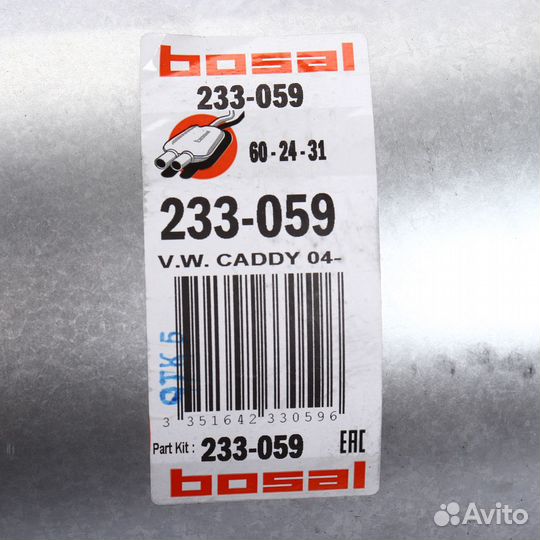 bosal
233-059
60-24-31
233-059
V.W. CADDY 04-
ОТК 5
3 351642 330596
Part Kit : 233-059 EAC
bosal
Avito